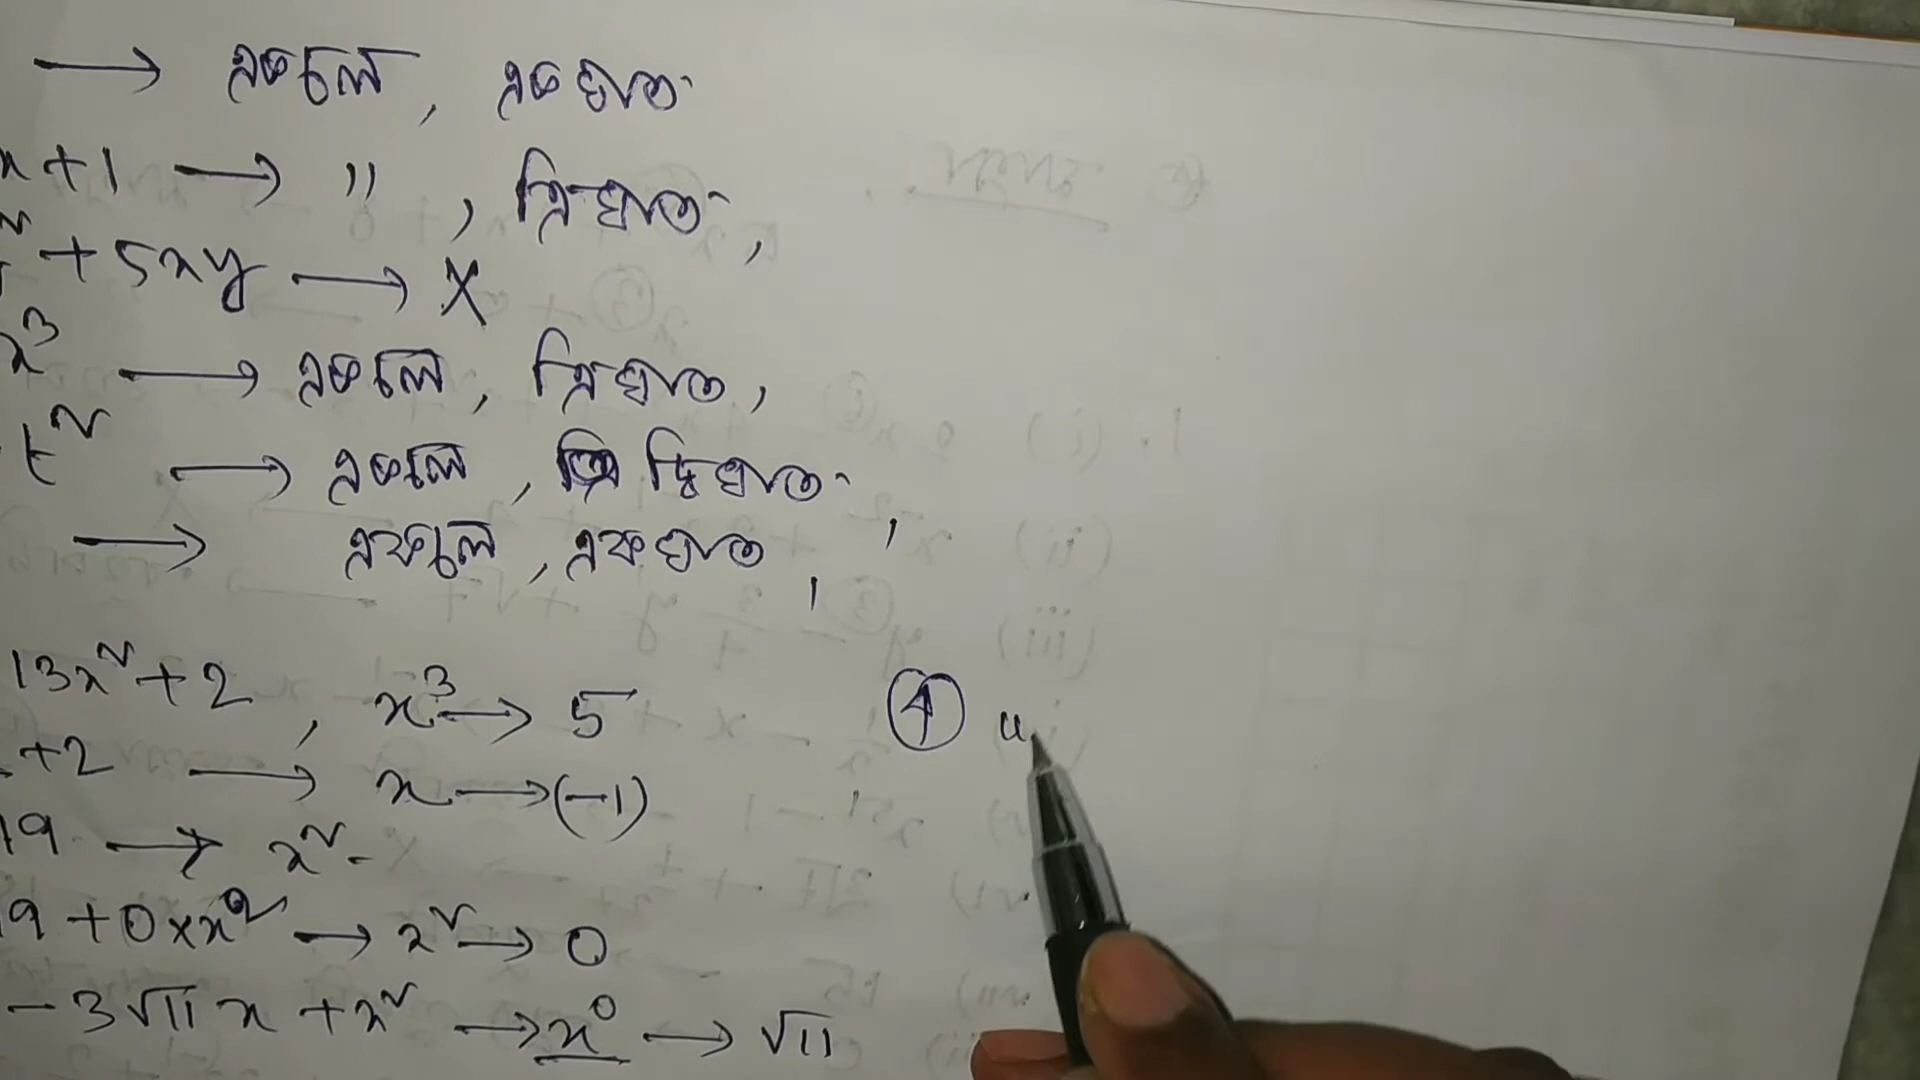 → একচলে, একঘাত
x + 1 → " , ত্ৰিঘাত,
+ 5xy → X
x³ → একচলে, ত্ৰিঘাত,
t² → একচলে, দ্বিঘাত,
→ একচলে, একঘাত,
13x² + 2, x³ → 5
+2 → x → (-1)
19 → x² -
19 + 0×x² → x² → 0
- 3√11 x + x² → x⁰ → √11
④ u